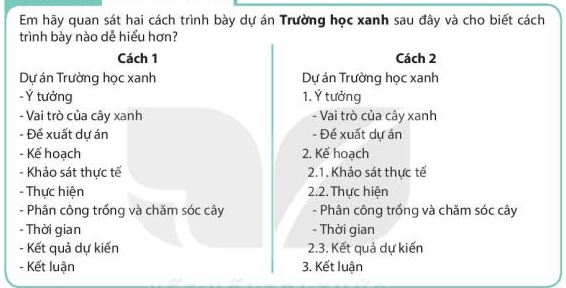 Em hãy quan sát hai cách trình bày dự án Trường học xanh sau đây và cho biết cách
trình bày nào dễ hiểu hơn?
Cách 1
Dự án Trường học xanh
- Ý tưởng
- Vai trò của cây xanh
- Đề xuất dự án
- Kế hoạch
- Khảo sát thực tế
- Thực hiện
- Phân công trồng và chăm sóc cây
- Thời gian
- Kết quả dự kiến
- Kết luận
Cách 2
Dự án Trường học xanh
1. Ý tưởng
- Vai trò của cây xanh
- Đề xuất dự án
2. Kế hoạch
2.1. Khảo sát thực tế
2.2. Thực hiện
- Phân công trồng và chăm sóc cây
- Thời gian
2.3. Kết quả dự kiến
3. Kết luận